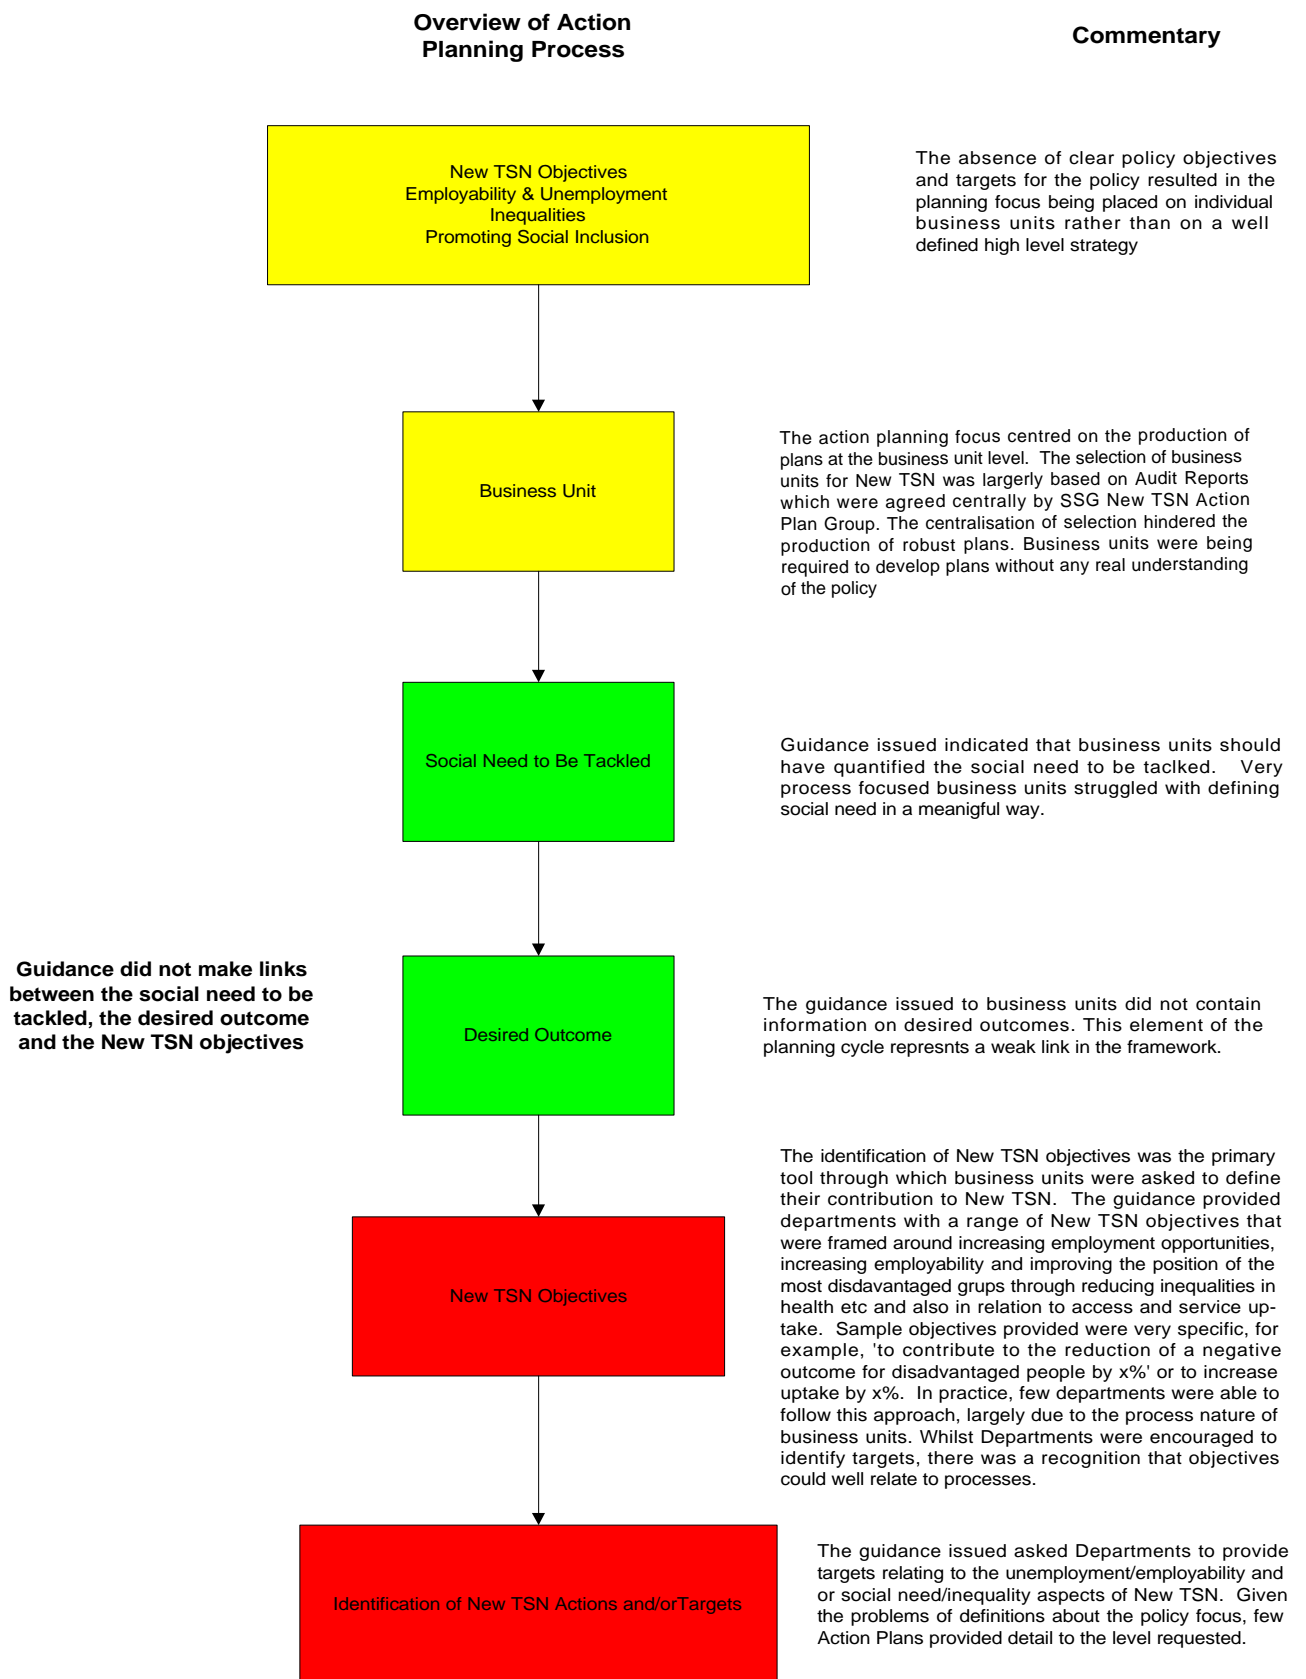 Overview of Action
Planning Process
Commentary
New TSN Objectives
Employability & Unemployment
Inequalities
Promoting Social Inclusion
The absence of clear policy objectives
and targets for the policy resulted in the
planning focus being placed on individual
business units rather than on a well
defined high level strategy
Business Unit
The action planning focus centred on the production of
plans at the business unit level. The selection of business
units for New TSN was largerly based on Audit Reports
which were agreed centrally by SSG New TSN Action
Plan Group. The centralisation of selection hindered the
production of robust plans. Business units were being
required to develop plans without any real understanding
of the policy
Social Need to Be Tackled
Guidance issued indicated that business units should
have quantified the social need to be taclked. Very
process focused business units struggled with defining
social need in a meanigful way.
Guidance did not make links
between the social need to be
tackled, the desired outcome
and the New TSN objectives
Desired Outcome
The guidance issued to business units did not contain
information on desired outcomes. This element of the
planning cycle represnts a weak link in the framework.
New TSN Objectives
The identification of New TSN objectives was the primary
tool through which business units were asked to define
their contribution to New TSN. The guidance provided
departments with a range of New TSN objectives that
were framed around increasing employment opportunities,
increasing employability and improving the position of the
most disdavantaged grups through reducing inequalities in
health etc and also in relation to access and service up-
take. Sample objectives provided were very specific, for
example, 'to contribute to the reduction of a negative
outcome for disadvantaged people by x%' or to increase
uptake by x%. In practice, few departments were able to
follow this approach, largely due to the process nature of
business units. Whilst Departments were encouraged to
identify targets, there was a recognition that objectives
could well relate to processes.
Identification of New TSN Actions and/orTargets
The guidance issued asked Departments to provide
targets relating to the unemployment/employability and
or social need/inequality aspects of New TSN. Given
the problems of definitions about the policy focus, few
Action Plans provided detail to the level requested.